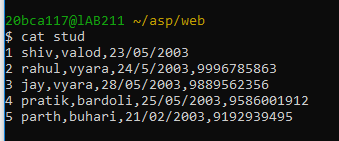 20bca117@lAB211 ~/asp/web
$ cat stud
1 shiv,valod,23/05/2003
2 rahul,vyara,24/5/2003,9996785863
3 jay,vyara,28/05/2003,9889562356
4 pratik,bardoli,25/05/2003,9586001912
5 parth,buhari,21/02/2003,9192939495